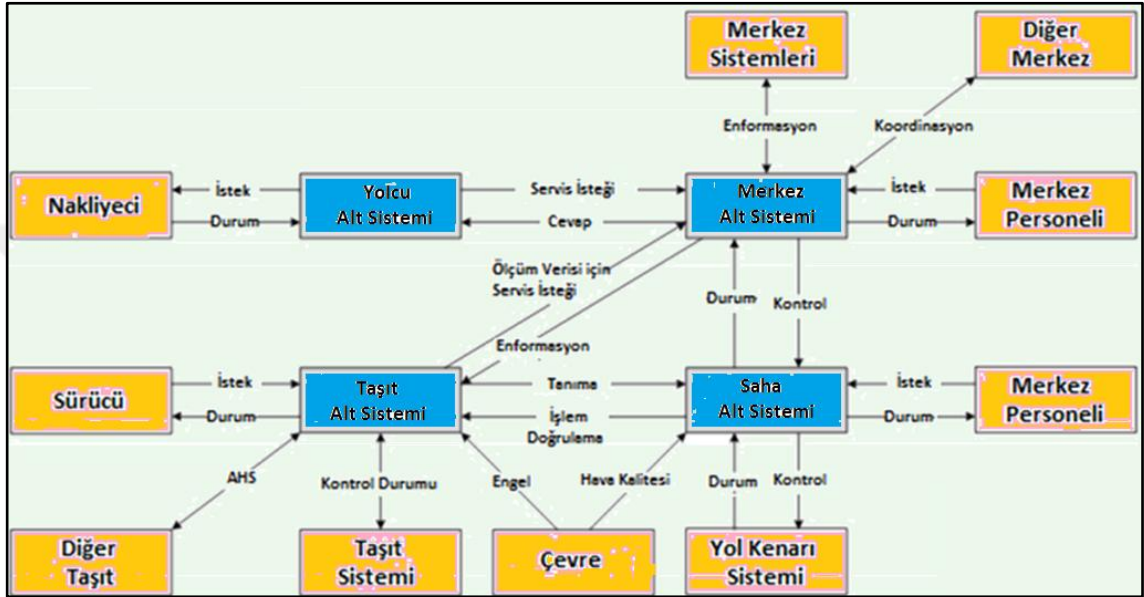 Merkez
Sistemleri
Diğer
Merkez
Enformasyon
Koordinasyon
Nakliyeci
İstek
Durum
Yolcu
Alt Sistemi
Servis İsteği
Cevap
Merkez
Alt Sistemi
İstek
Durum
Merkez
Personeli
Ölçüm Verisi için
Servis İsteği
Enformasyon
Durum
Kontrol
Sürücü
İstek
Durum
Taşıt
Alt Sistemi
Tanıma
İşlem
Doğrulama
Saha
Alt Sistemi
İstek
Durum
Merkez
Personeli
AHS
Kontrol Durumu
Engel
Hava Kalitesi
Durum
Kontrol
Diğer
Taşıt
Taşıt
Sistemi
Çevre
Yol Kenarı
Sistemi